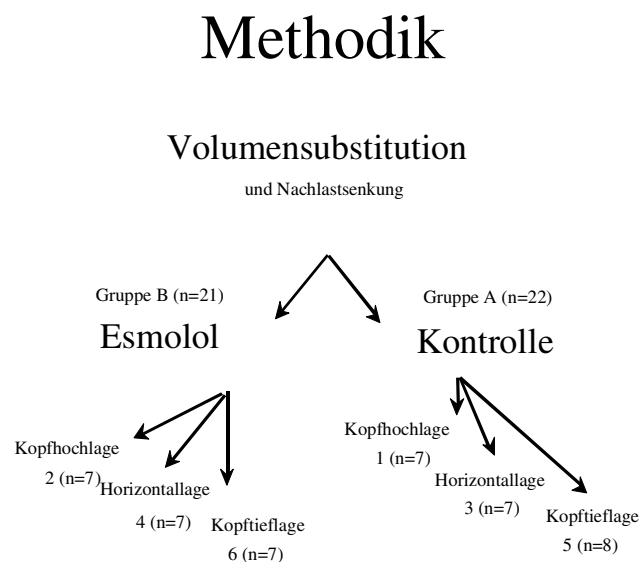 Methodik
Volumensubstitution
und Nachlastsenkung
Gruppe B (n=21)
Esmolol
Kopfhochlage
2 (n=7)
Horizontallage
4 (n=7)
Kopftieflage
6 (n=7)
Gruppe A (n=22)
Kontrolle
Kopfhochlage
1 (n=7)
Horizontallage
3 (n=7)
Kopftieflage
5 (n=8)